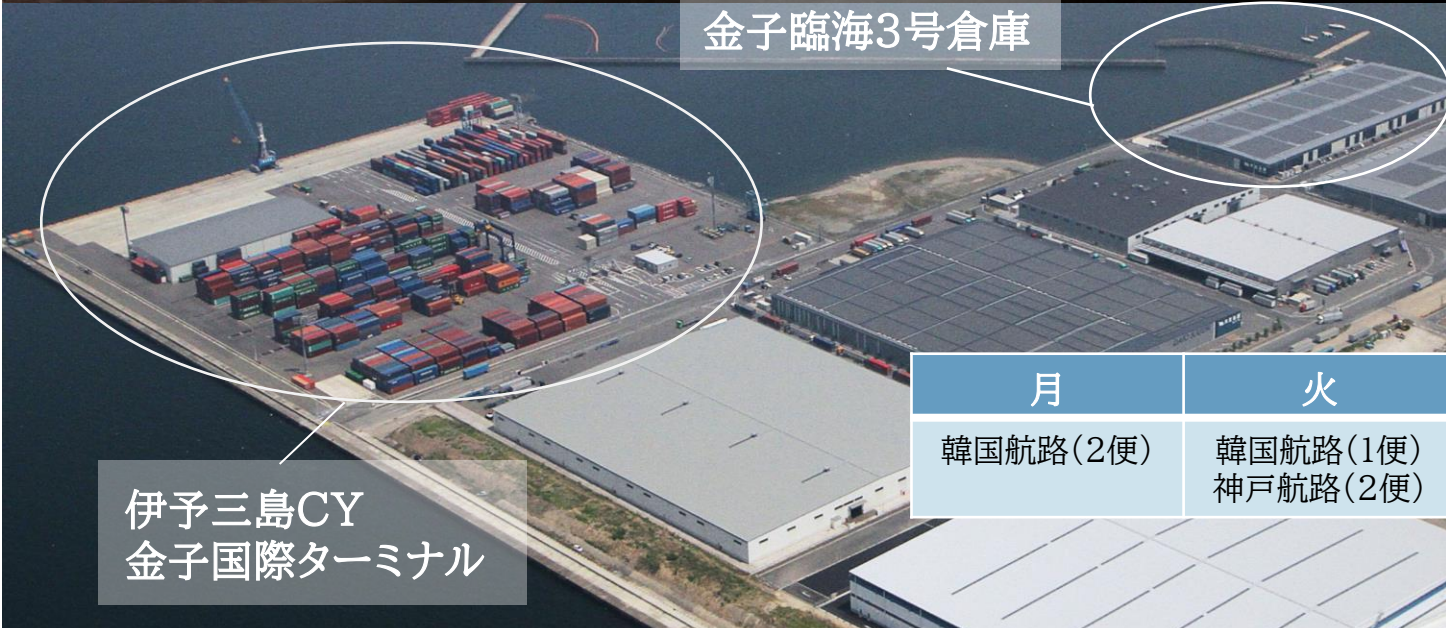 金子臨海3号倉庫
伊予三島CY
金子国際ターミナル
月
火
韓国航路(2便)
韓国航路(1便)
神戸航路(2便)